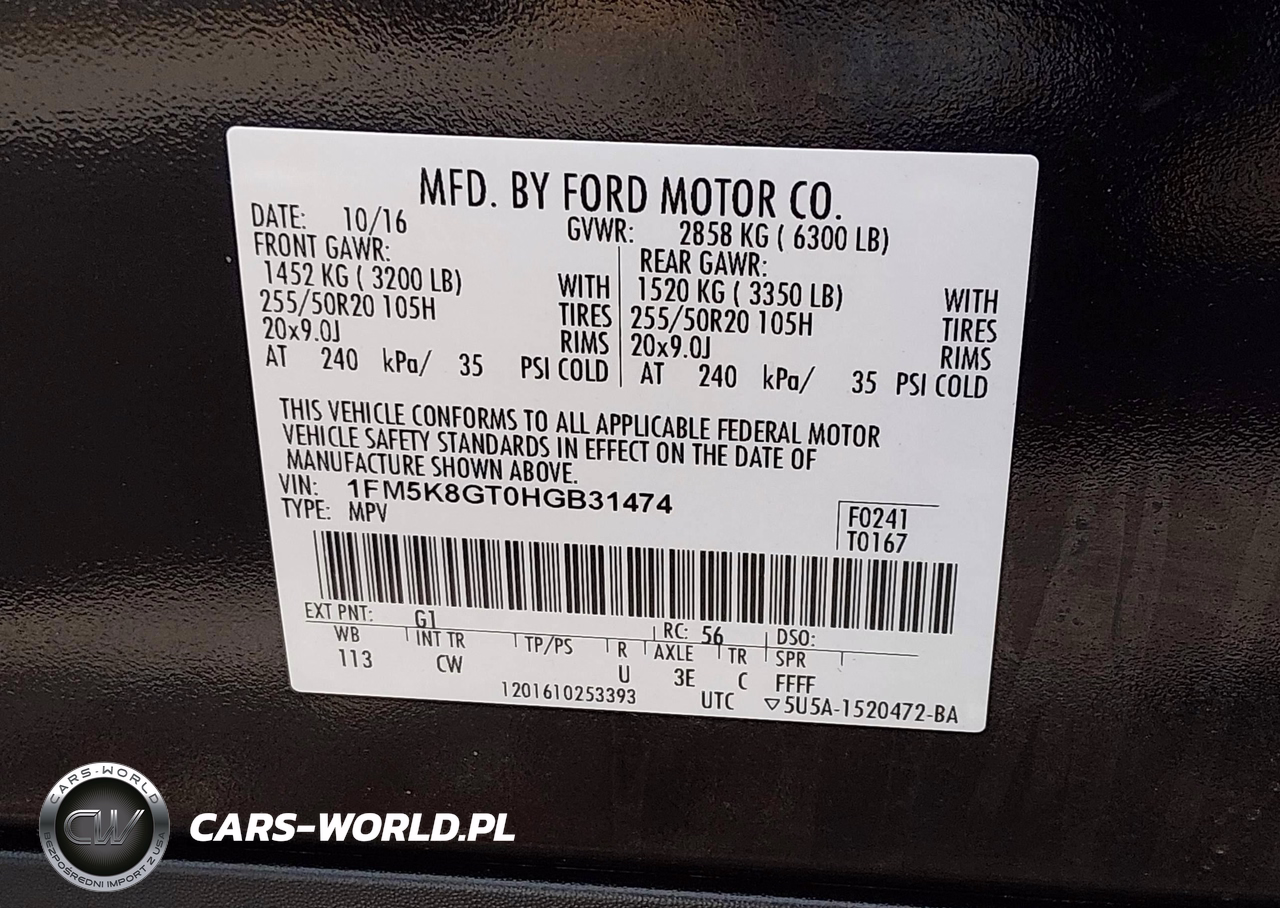 MFD. BY FORD MOTOR CO.
DATE: 10/16 GVWR: 2858 KG ( 6300 LB)
FRONT GAWR: REAR GAWR:
1452 KG ( 3200 LB) WITH 1520 KG ( 3350 LB) WITH
255/50R20 105H TIRES 255/50R20 105H TIRES
20x9.0J RIMS 20x9.0J RIMS
AT 240 kPa/ 35 PSI COLD AT 240 kPa/ 35 PSI COLD
THIS VEHICLE CONFORMS TO ALL APPLICABLE FEDERAL MOTOR
VEHICLE SAFETY STANDARDS IN EFFECT ON THE DATE OF
MANUFACTURE SHOWN ABOVE.
VIN: 1FM5K8GT0HGB31474
TYPE: MPV
F0241
T0167
EXT PNT: G1 RC: 56 DSO:
WB INT TR TP/PS R AXLE TR SPR
113 CW U 3E C FFFF
1201610253393 UTC ▽5U5A-1520472-BA
CARS-WORLD
CW
BEZPOŚREDNI IMPORT Z USA
CARS-WORLD.PL